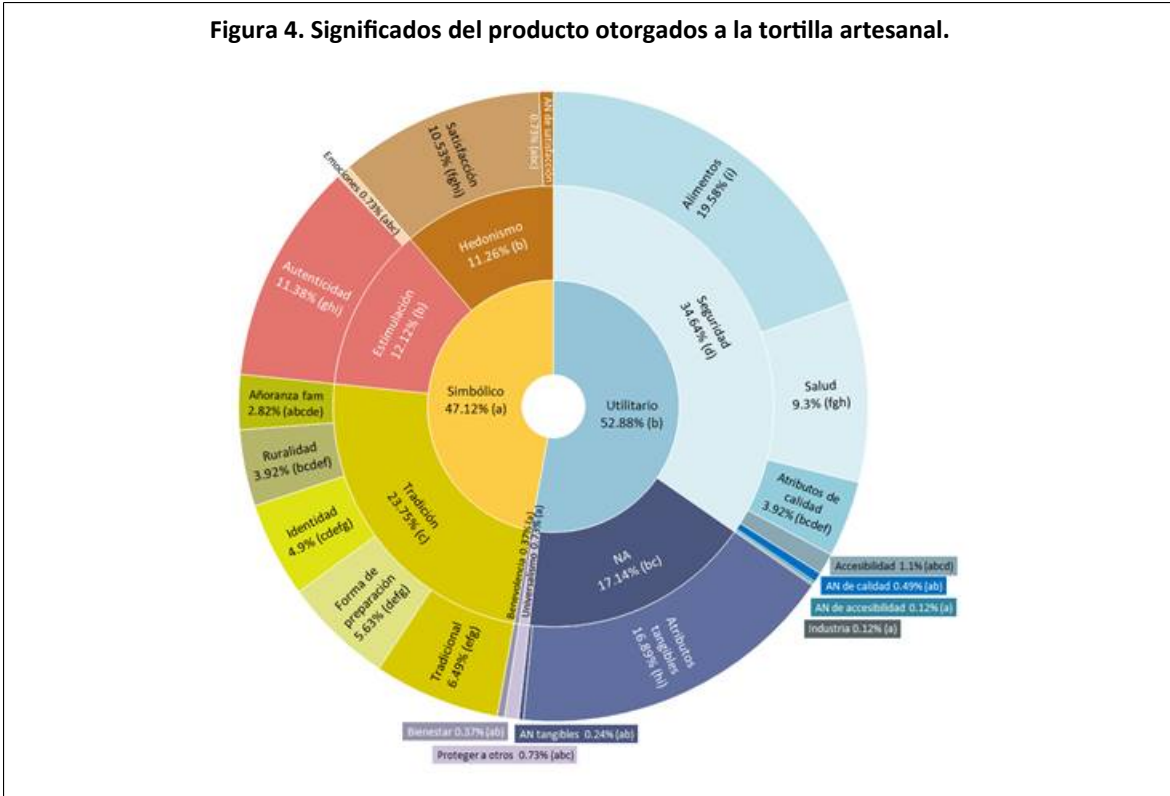 Figura 4. Significados del producto otorgados a la tortilla artesanal.
AN de satisfacción
0.73% (abc)
Satisfacción
10.53% (fghi)
Emociones 0.73% (abc)
Alimentos
19.58% (i)
Hedonismo
11.26% (b)
Autenticidad
11.38% (ghi)
Estimulación
12.12% (b)
Seguridad
34.64% (d)
Salud
9.3% (fgh)
Simbólico
47.12% (a)
Utilitario
52.88% (b)
Añoranza fam
2.82% (abcde)
Ruralidad
3.92% (bcdef)
Identidad
4.9% (cdefg)
Tradición
23.75% (c)
Atributos de
calidad
3.92% (bcdef)
Benevolencia 0.37% (a)
Universalismo 0.73% (a)
NA
17.14% (bc)
Forma de
preparación
5.63% (defg)
Tradicional
6.49% (efg)
Atributos
tangibles
16.89% (hi)
Accesibilidad 1.1% (abcd)
AN de calidad 0.49% (ab)
AN de accesibilidad 0.12% (a)
Industria 0.12% (a)
Bienestar 0.37% (ab)
AN tangibles 0.24% (ab)
Proteger a otros 0.73% (abc)